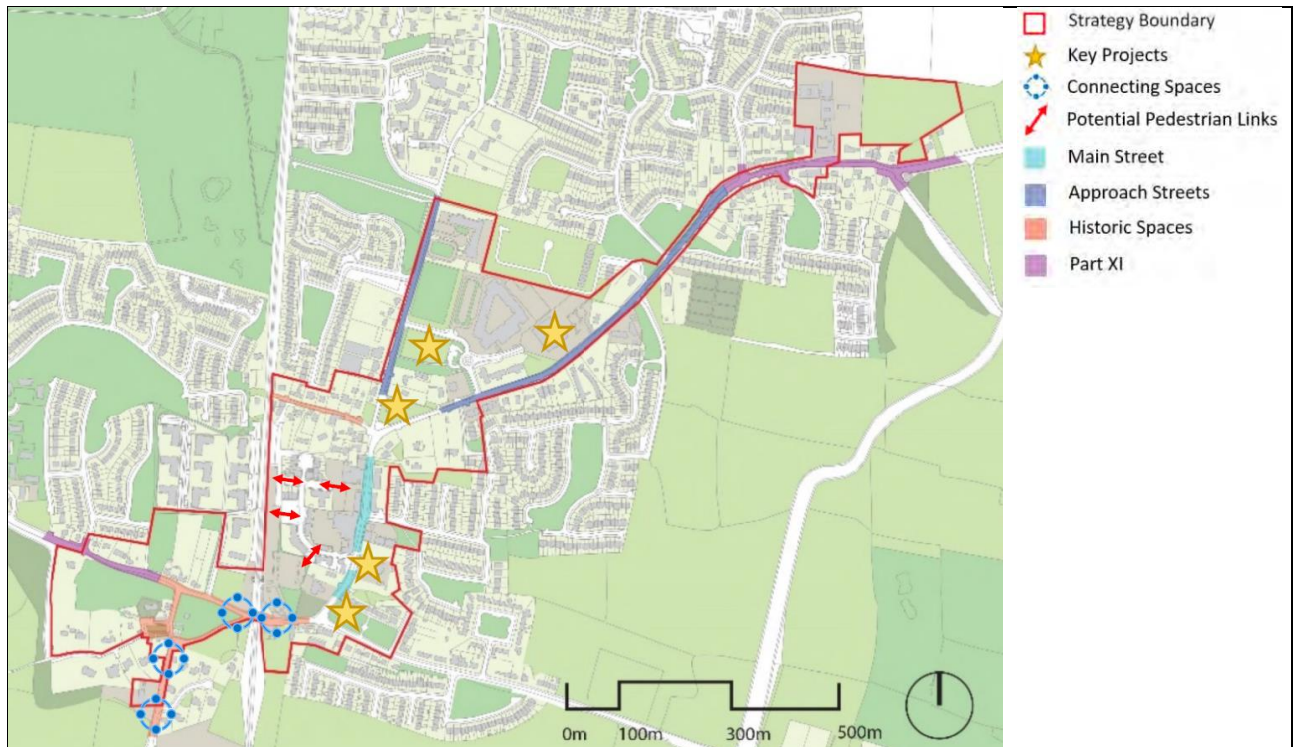 Strategy Boundary
Key Projects
Connecting Spaces
Potential Pedestrian Links
Main Street
Approach Streets
Historic Spaces
Part XI
0m 100m 300m 500m